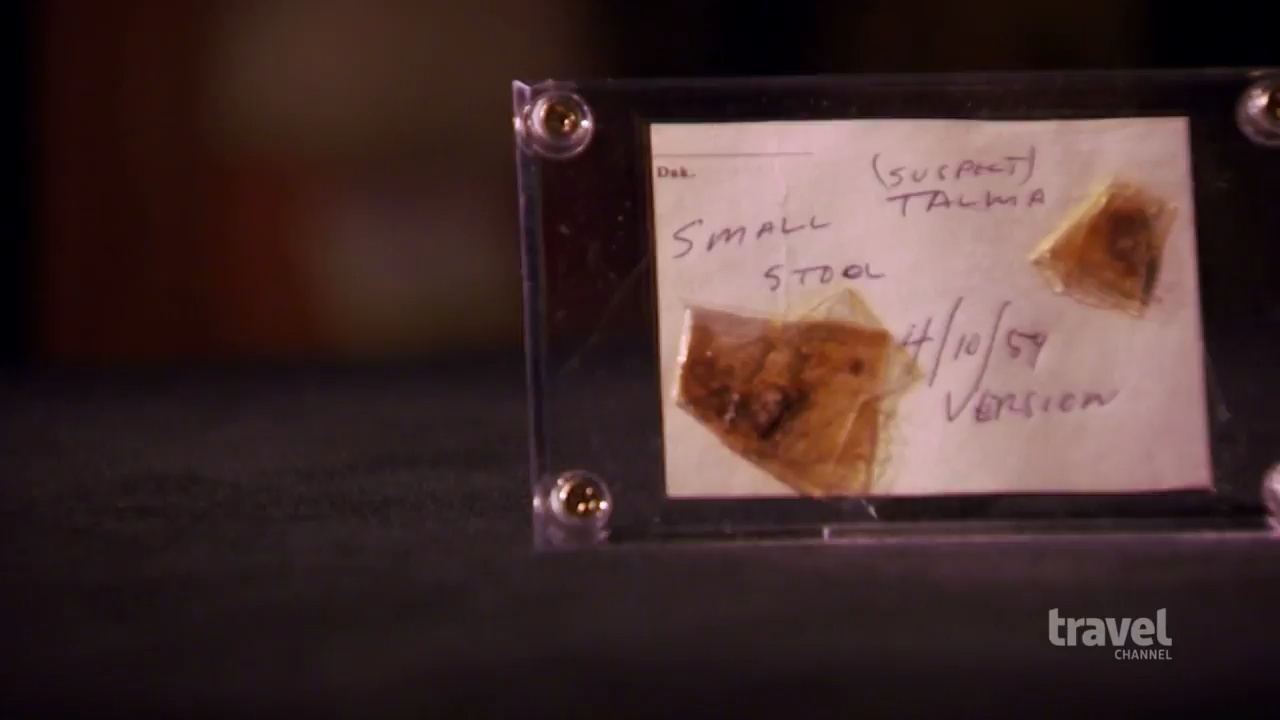 Dak.
(SUSPECT)
TALMA
SMALL
STOOL
4/10/59
VERSION
travel
CHANNEL